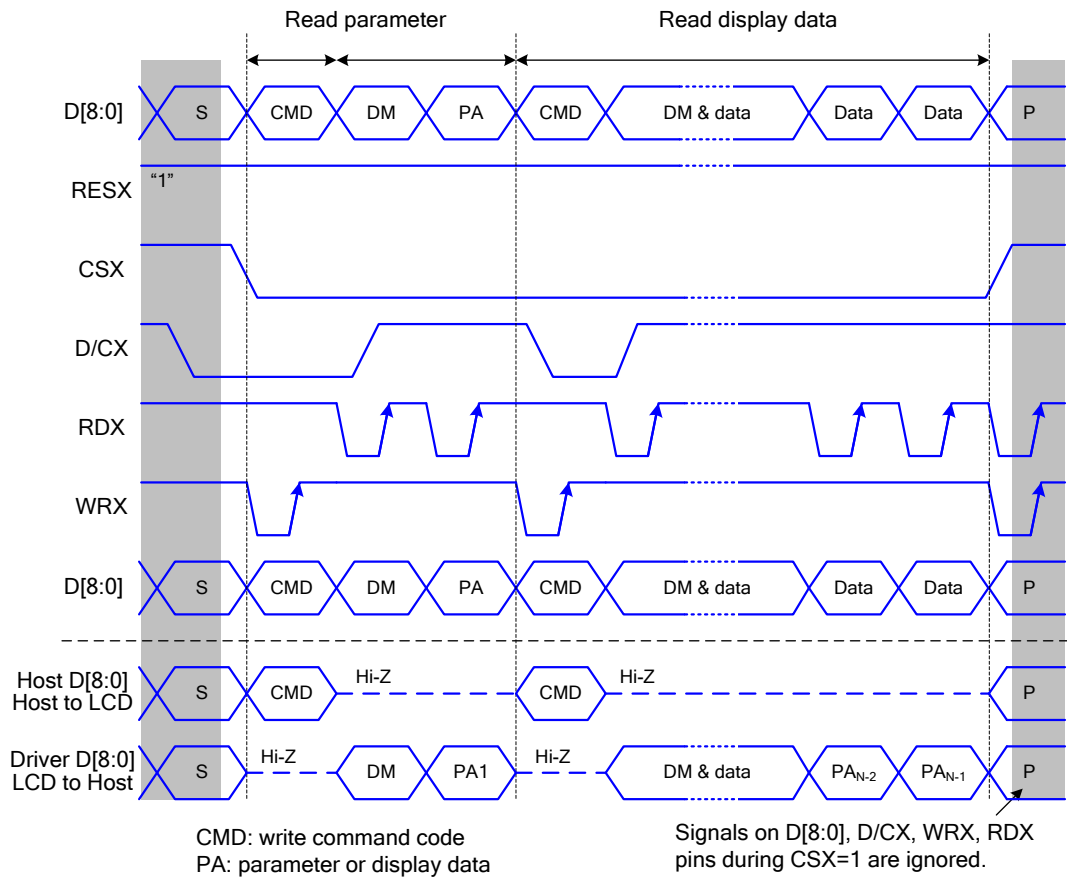 Read parameter Read display data
D[8:0] S CMD DM PA CMD DM & data Data Data P
RESX “1”
CSX
D/CX
RDX
WRX
D[8:0] S CMD DM PA CMD DM & data Data Data P
Host D[8:0]
Host to LCD
S CMD Hi-Z CMD Hi-Z P
Driver D[8:0]
LCD to Host
S Hi-Z DM PA1 Hi-Z DM & data PAN-2 PAN-1 P
CMD: write command code
PA: parameter or display data
Signals on D[8:0], D/CX, WRX, RDX
pins during CSX=1 are ignored.